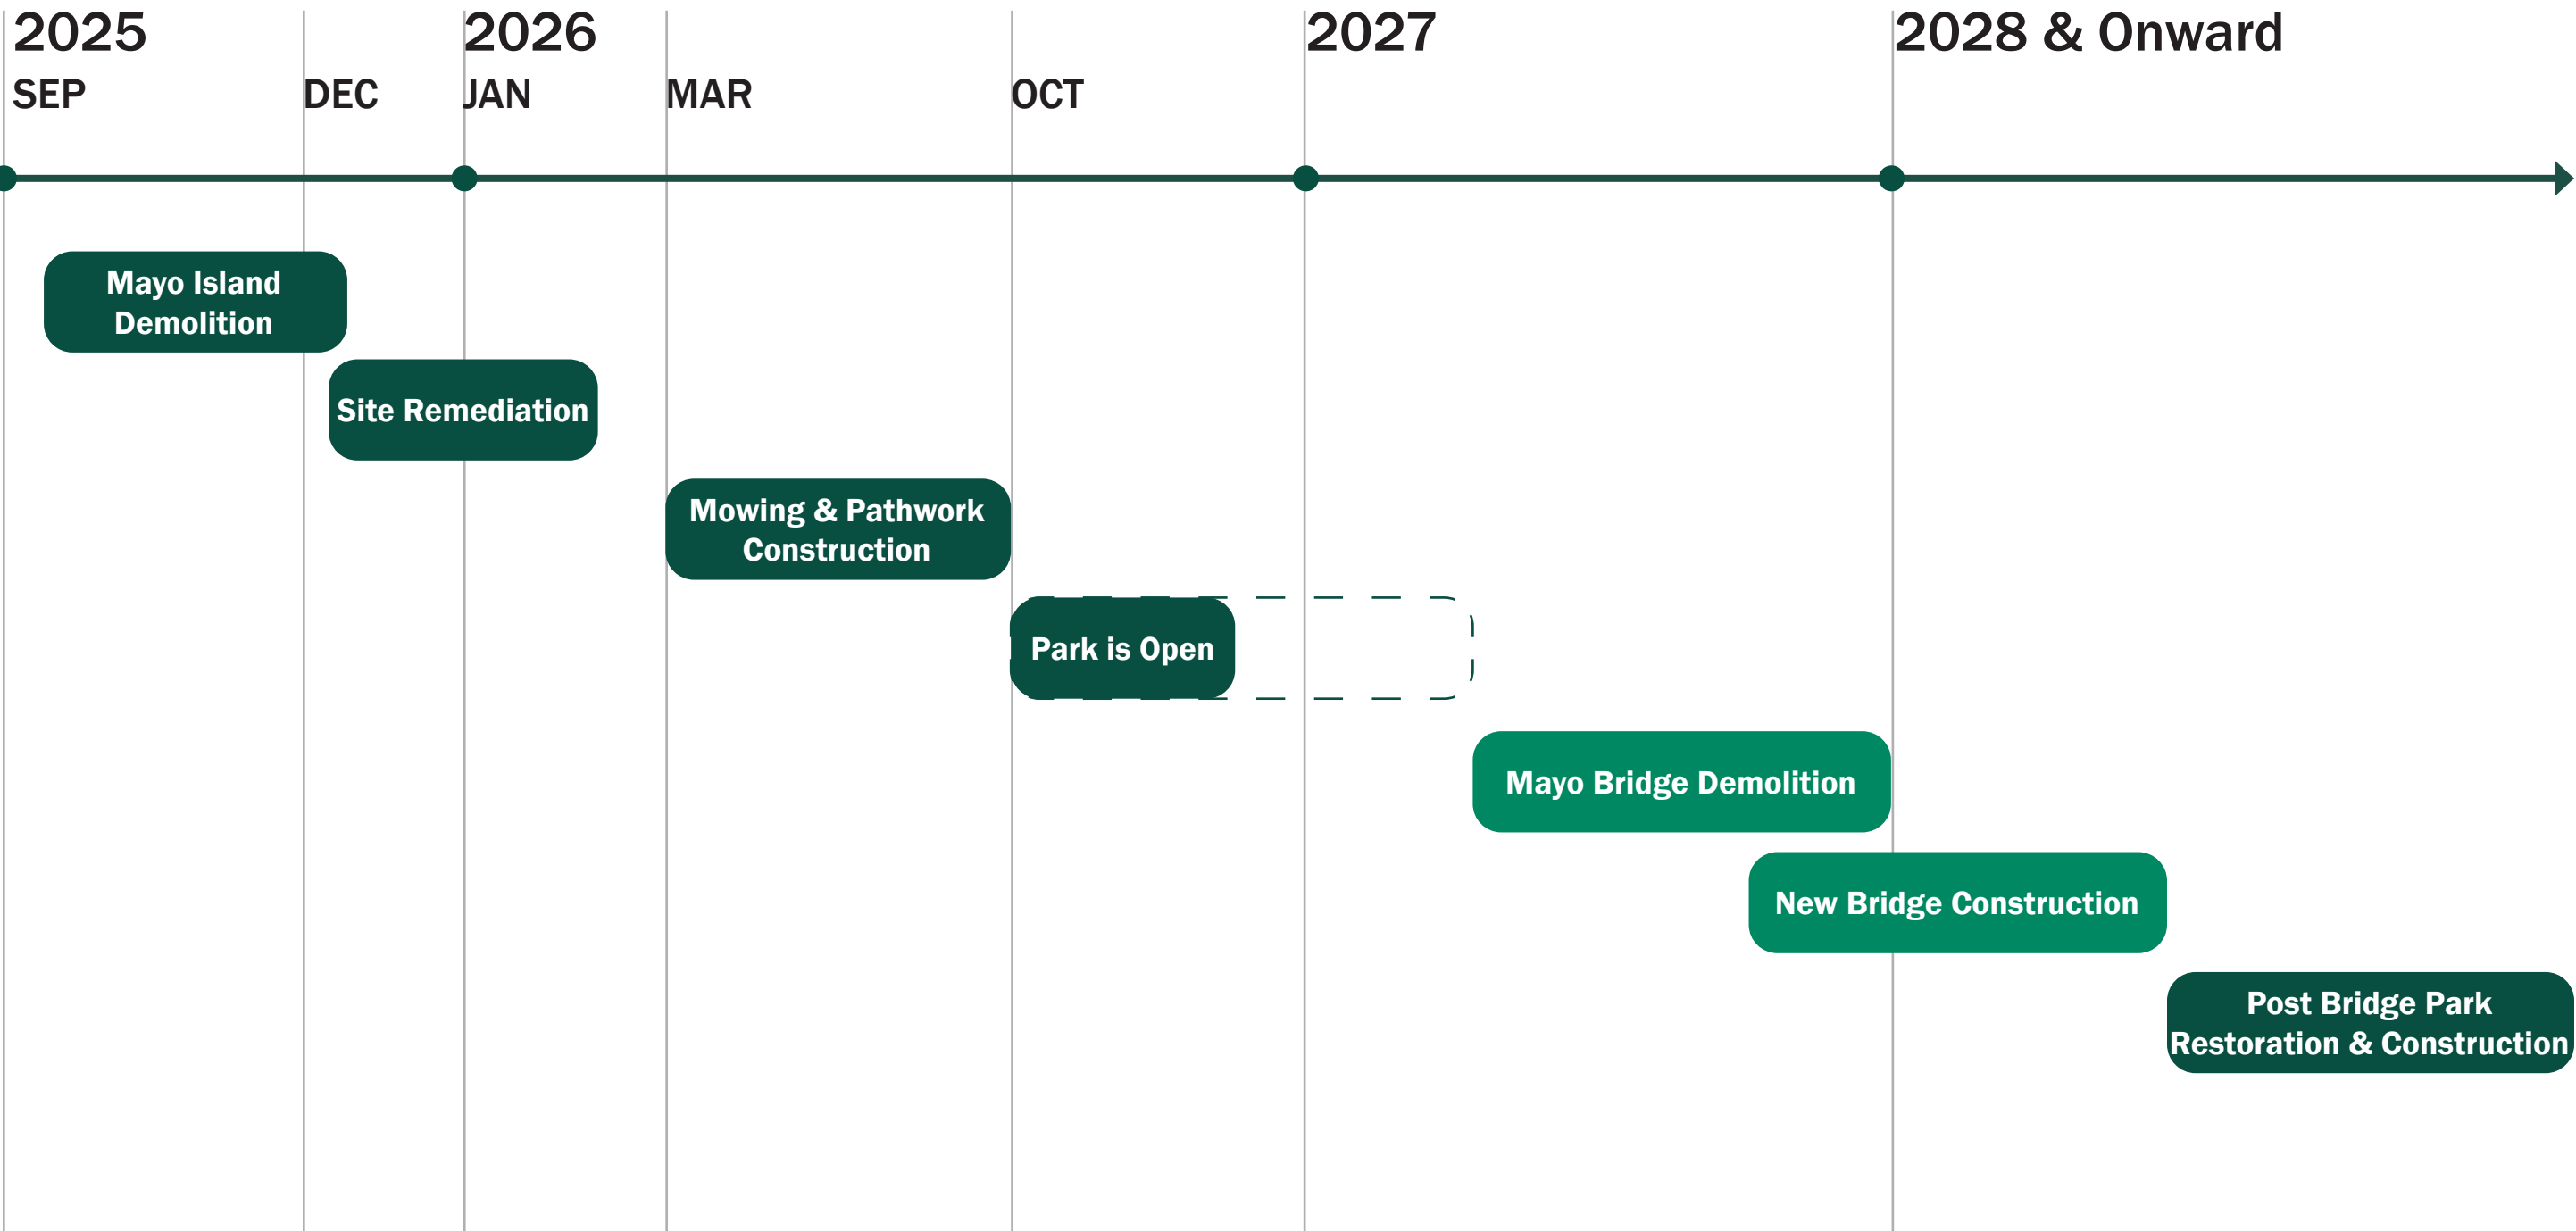 2025
2026
2027
2028 & Onward
SEP
DEC
JAN
MAR
OCT
Mayo Island
Demolition
Site Remediation
Mowing & Pathwork
Construction
Park is Open
Mayo Bridge Demolition
New Bridge Construction
Post Bridge Park
Restoration & Construction